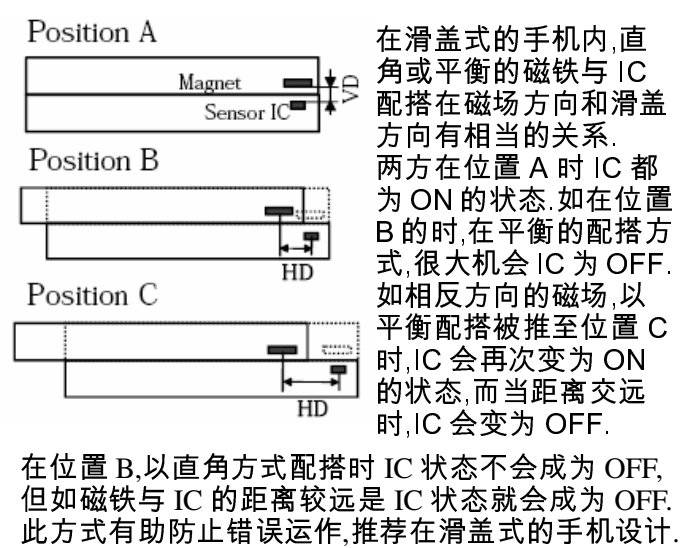 Position A
Magnet
VD
Sensor IC
Position B
HD
Position C
HD
在滑盖式的手机内,直
角或平衡的磁铁与 IC
配搭在磁场方向和滑盖
方向有相当的关系.
两方在位置 A 时 IC 都
为 ON 的状态.如在位置
B 的时,在平衡的配搭方
式,很大机会 IC 为 OFF.
如相反方向的磁场,以
平衡配搭被推至位置 C
时,IC 会再次变为 ON
的状态,而当距离交远
时,IC 会变为 OFF.
在位置 B,以直角方式配搭时 IC 状态不会成为 OFF,
但如磁铁与 IC 的距离较远是 IC 状态就会成为 OFF.
此方式有助防止错误运作,推荐在滑盖式的手机设计.